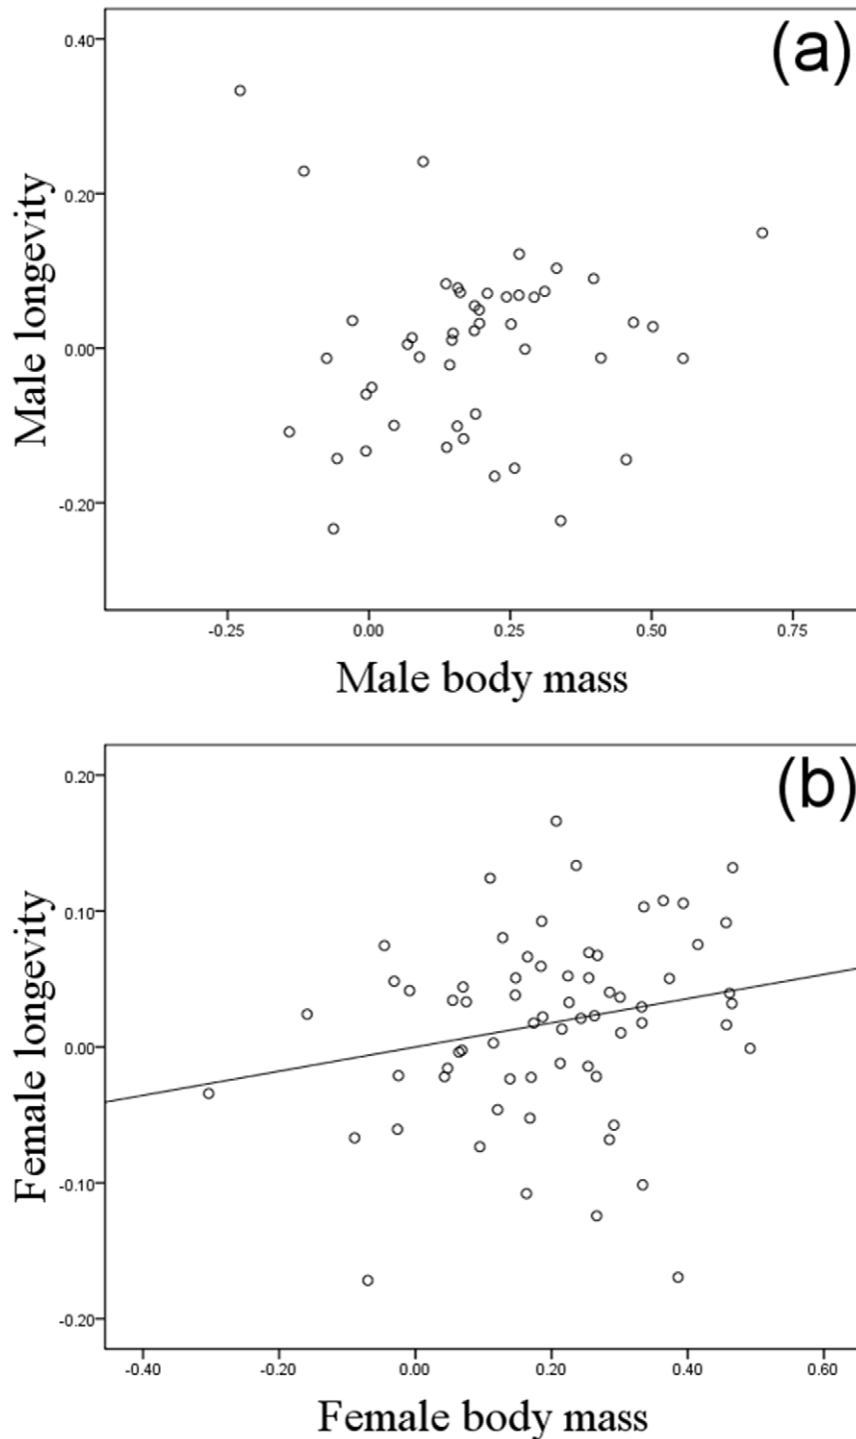 (a)
0.40
0.20
0.00
-0.20
Male longevity
-0.25 0.00 0.25 0.50 0.75
Male body mass
(b)
0.20
0.10
0.00
-0.10
-0.20
Female longevity
-0.40 -0.20 0.00 0.20 0.40 0.60
Female body mass